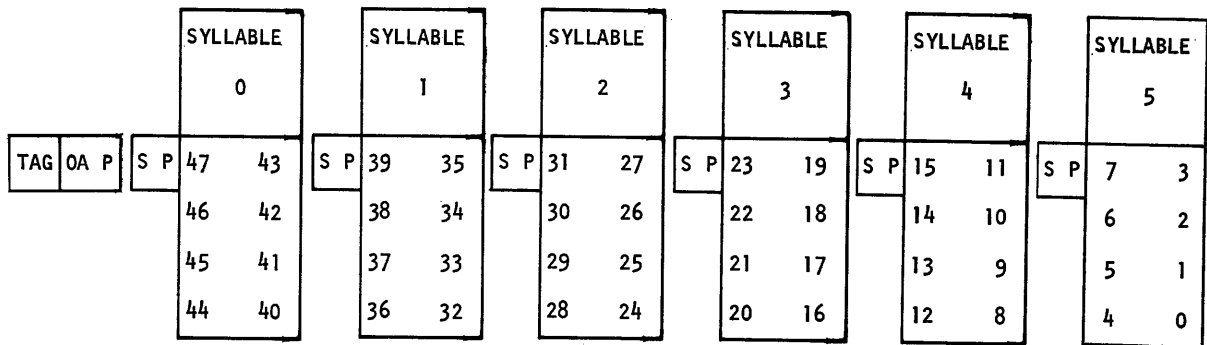 SYLLABLE SYLLABLE SYLLABLE SYLLABLE SYLLABLE SYLLABLE
0 1 2 3 4 5
TAG OA P S P 47 43 S P 39 35 S P 31 27 S P 23 19 S P 15 11 S P 7 3
46 42 38 34 30 26 22 18 14 10 6 2
45 41 37 33 29 25 21 17 13 9 5 1
44 40 36 32 28 24 20 16 12 8 4 0